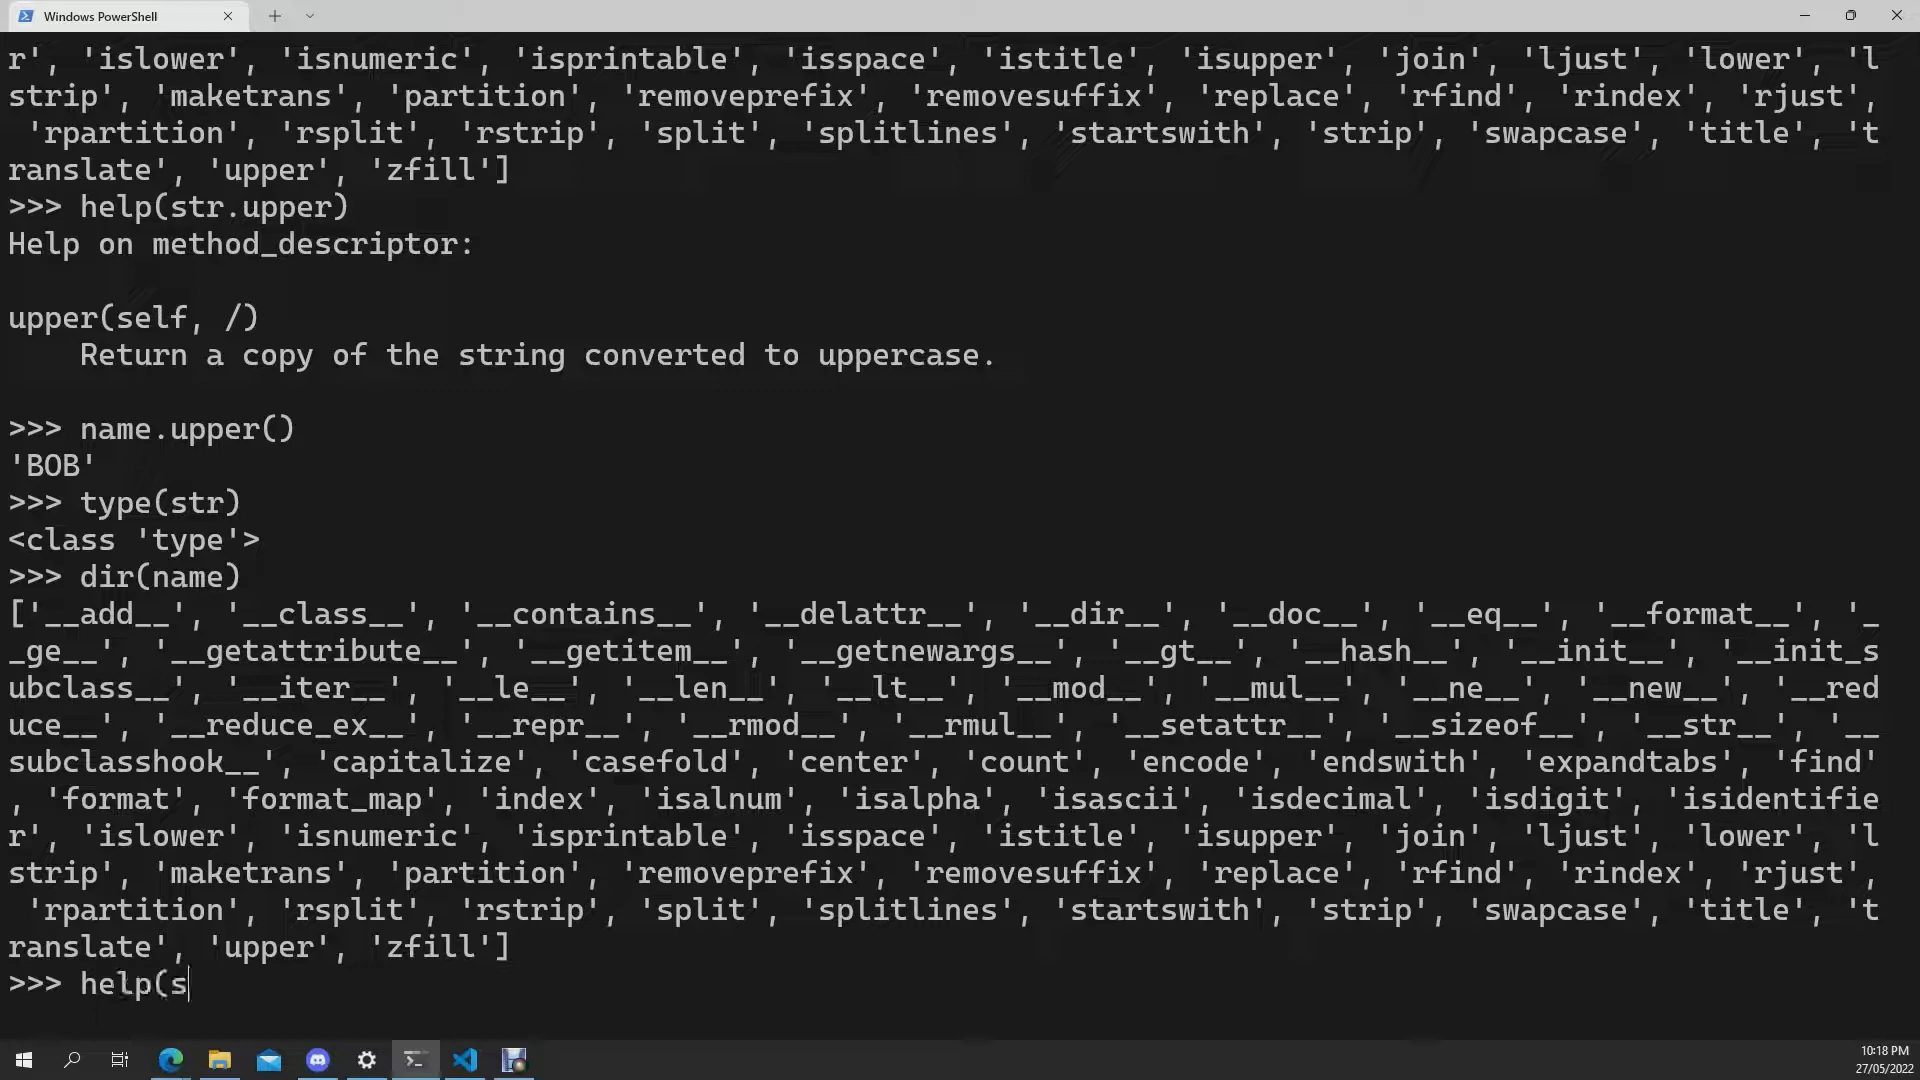 Windows PowerShell
r', 'islower', 'isnumeric', 'isprintable', 'isspace', 'istitle', 'isupper', 'join', 'ljust', 'lower', 'l
strip', 'maketrans', 'partition', 'removeprefix', 'removesuffix', 'replace', 'rfind', 'rindex', 'rjust',
 'rpartition', 'rsplit', 'rstrip', 'split', 'splitlines', 'startswith', 'strip', 'swapcase', 'title', 't
ranslate', 'upper', 'zfill']
>>> help(str.upper)
Help on method_descriptor:
upper(self, /)
    Return a copy of the string converted to uppercase.
>>> name.upper()
'BOB'
>>> type(str)
<class 'type'>
>>> dir(name)
['__add__', '__class__', '__contains__', '__delattr__', '__dir__', '__doc__', '__eq__', '__format__', '_
_ge__', '__getattribute__', '__getitem__', '__getnewargs__', '__gt__', '__hash__', '__init__', '__init_s
ubclass__', '__iter__', '__le__', '__len__', '__lt__', '__mod__', '__mul__', '__ne__', '__new__', '__red
uce__', '__reduce_ex__', '__repr__', '__rmod__', '__rmul__', '__setattr__', '__sizeof__', '__str__', '__
subclasshook__', 'capitalize', 'casefold', 'center', 'count', 'encode', 'endswith', 'expandtabs', 'find'
, 'format', 'format_map', 'index', 'isalnum', 'isalpha', 'isascii', 'isdecimal', 'isdigit', 'isidentifie
r', 'islower', 'isnumeric', 'isprintable', 'isspace', 'istitle', 'isupper', 'join', 'ljust', 'lower', 'l
strip', 'maketrans', 'partition', 'removeprefix', 'removesuffix', 'replace', 'rfind', 'rindex', 'rjust',
 'rpartition', 'rsplit', 'rstrip', 'split', 'splitlines', 'startswith', 'strip', 'swapcase', 'title', 't
ranslate', 'upper', 'zfill']
>>> help(s
10:18 PM
27/05/2022